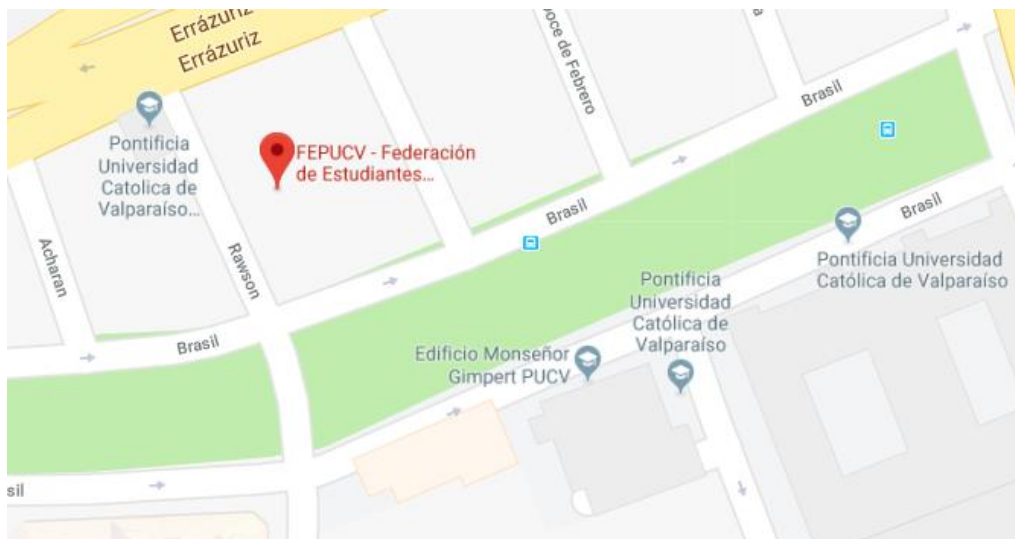 Errázuriz
Errázuriz
Doce de Febrero
Brasil
Pontificia
Universidad
Catolica de
Valparaíso...
FEPUCV - Federación
de Estudiantes...
Brasil
Brasil
Acharan
Rawson
Pontificia Universidad
Católica de Valparaíso
Pontificia
Universidad
Católica de
Valparaíso
Brasil
Edificio Monseñor
Gimpert PUCV
sil